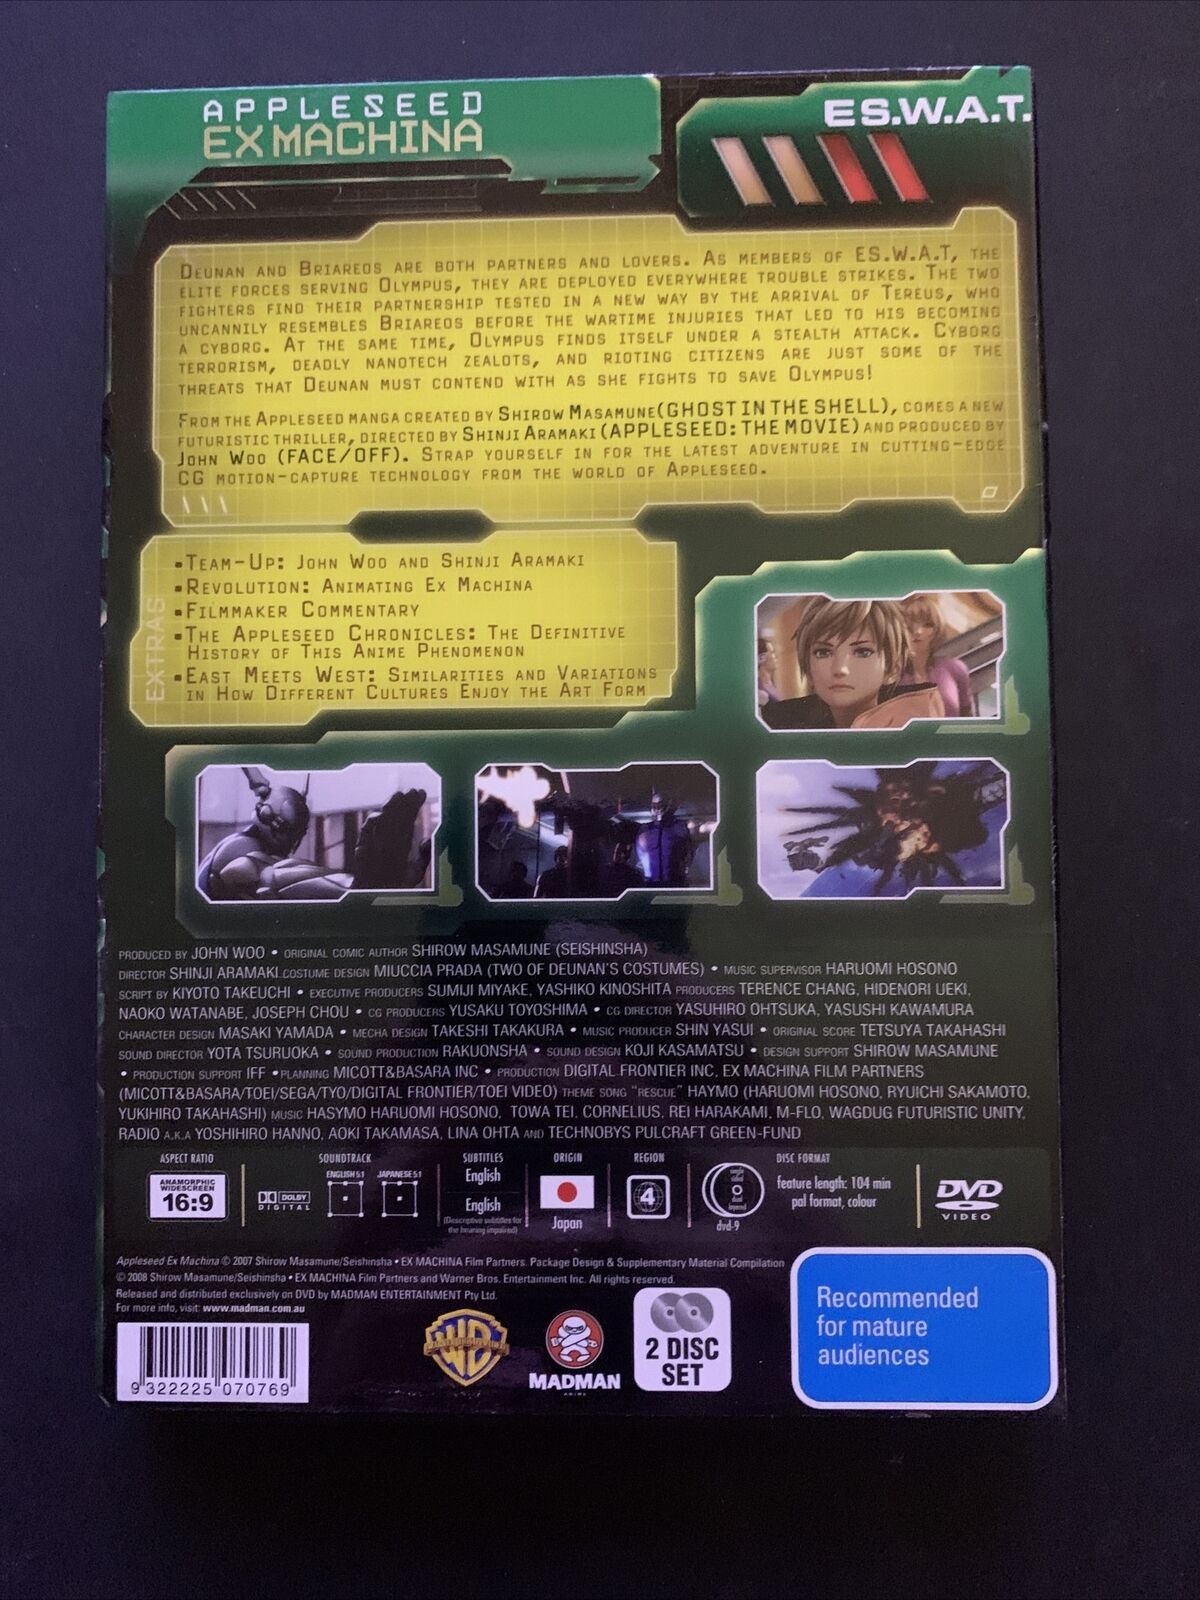 APPLESEED
EX MACHINA
ES.W.A.T.
DEUNAN AND BRIAREOS ARE BOTH PARTNERS AND LOVERS. AS MEMBERS OF ES.W.A.T, THE
ELITE FORCES SERVING OLYMPUS, THEY ARE DEPLOYED EVERYWHERE TROUBLE STRIKES. THE TWO
FIGHTERS FIND THEIR PARTNERSHIP TESTED IN A NEW WAY BY THE ARRIVAL OF TEREUS, WHO
UNCANNILY RESEMBLES BRIAREOS BEFORE THE WARTIME INJURIES THAT LED TO HIS BECOMING
A CYBORG. AT THE SAME TIME, OLYMPUS FINDS ITSELF UNDER A STEALTH ATTACK. CYBORG
TERRORISM, DEADLY NANOTECH ZEALOTS, AND RIOTING CITIZENS ARE JUST SOME OF THE
THREATS THAT DEUNAN MUST CONTEND WITH AS SHE FIGHTS TO SAVE OLYMPUS!
FROM THE APPLESEED MANGA CREATED BY SHIROW MASAMUNE(GHOST IN THE SHELL), COMES A NEW
FUTURISTIC THRILLER, DIRECTED BY SHINJI ARAMAKI (APPLESEED: THE MOVIE) AND PRODUCED BY
JOHN WOO (FACE/OFF). STRAP YOURSELF IN FOR THE LATEST ADVENTURE IN CUTTING-EDGE
CG MOTION-CAPTURE TECHNOLOGY FROM THE WORLD OF APPLESEED.
EXTRAS
•TEAM-UP: JOHN WOO AND SHINJI ARAMAKI
•REVOLUTION: ANIMATING EX MACHINA
•FILMMAKER COMMENTARY
•THE APPLESEED CHRONICLES: THE DEFINITIVE
HISTORY OF THIS ANIME PHENOMENON
•EAST MEETS WEST: SIMILARITIES AND VARIATIONS
IN HOW DIFFERENT CULTURES ENJOY THE ART FORM
PRODUCED BY JOHN WOO • ORIGINAL COMIC AUTHOR SHIROW MASAMUNE (SEISHINSHA)
DIRECTOR SHINJI ARAMAKI COSTUME DESIGN MIUCCIA PRADA (TWO OF DEUNAN'S COSTUMES) • MUSIC SUPERVISOR HARUOMI HOSONO
SCRIPT BY KIYOTO TAKEUCHI • EXECUTIVE PRODUCERS SUMIJI MIYAKE, YASHIKO KINOSHITA PRODUCERS TERENCE CHANG, HIDENORI UEKI,
NAOKO WATANABE, JOSEPH CHOU • CG PRODUCERS YUSAKU TOYOSHIMA • CG DIRECTOR YASUHIRO OHTSUKA, YASUSHI KAWAMURA
CHARACTER DESIGN MASAKI YAMADA • MECHA DESIGN TAKESHI TAKAKURA • MUSIC PRODUCER SHIN YASUI • ORIGINAL SCORE TETSUYA TAKAHASHI
SOUND DIRECTOR YOTA TSURUOKA • SOUND PRODUCTION RAKUONSHA • SOUND DESIGN KOJI KASAMATSU • DESIGN SUPPORT SHIROW MASAMUNE
• PRODUCTION SUPPORT IFF •PLANNING MICOTT&BASARA INC • PRODUCTION DIGITAL FRONTIER INC, EX MACHINA FILM PARTNERS
(MICOTT&BASARA/TOEI/SEGA/TYO/DIGITAL FRONTIER/TOEI VIDEO) THEME SONG "RESCUE" HAYMO (HARUOMI HOSONO, RYUICHI SAKAMOTO,
YUKIHIRO TAKAHASHI) MUSIC HASYMO HARUOMI HOSONO, TOWA TEI, CORNELIUS, REI HARAKAMI, M-FLO, WAGDUG FUTURISTIC UNITY,
RADIO A.K.A YOSHIHIRO HANNO, AOKI TAKAMASA, LINA OHTA AND TECHNOBYS PULCRAFT GREEN-FUND
ASPECT RATIO SOUNDTRACK SUBTITLES ORIGIN REGION DISC FORMAT
ANAMORPHIC
WIDESCREEN
16:9
DOLBY
DIGITAL
ENGLISH 5.1 JAPANESE 5.1
English
English
(Descriptive subtitles for
the hearing impaired)
Japan
4
dvd-9
feature length: 104 min
pal format, colour
DVD
VIDEO
Appleseed Ex Machina © 2007 Shirow Masamune/Seishinsha • EX MACHINA Film Partners. Package Design & Supplementary Material Compilation
© 2008 Shirow Masamune/Seishinsha • EX MACHINA Film Partners and Warner Bros. Entertainment Inc. All rights reserved.
Released and distributed exclusively on DVD by MADMAN ENTERTAINMENT Pty Ltd.
For more info, visit: www.madman.com.au
9 322225 070769
WB
MADMAN
ANIME
2 DISC
SET
Recommended
for mature
audiences